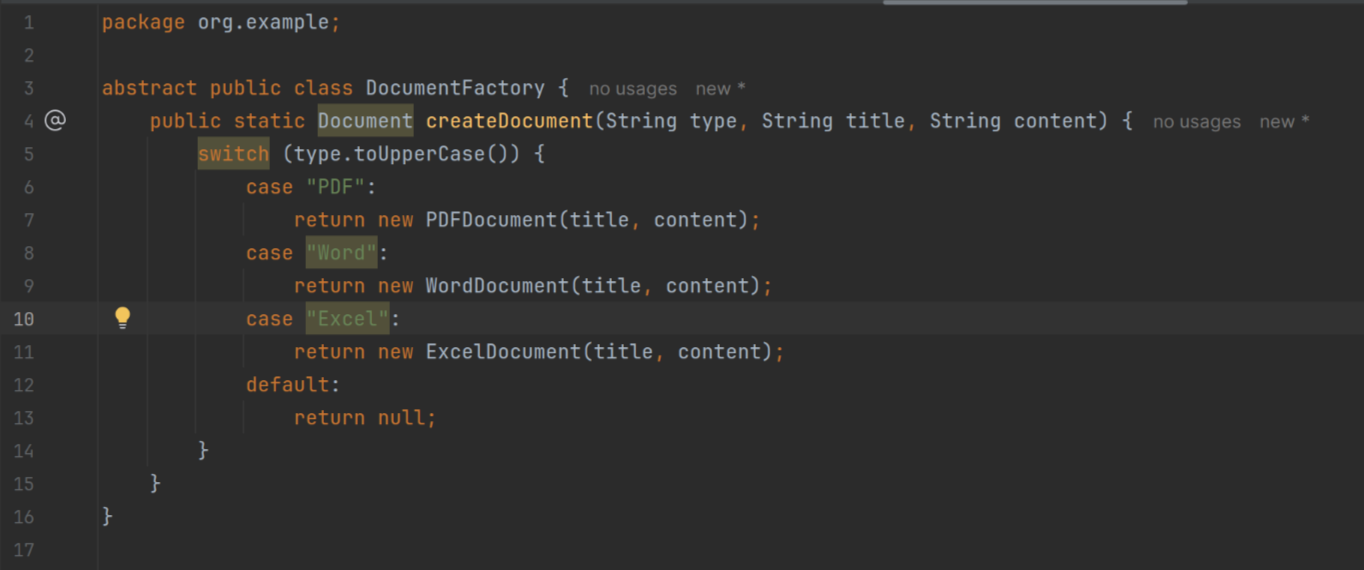 1 package org.example;
2
3 abstract public class DocumentFactory { no usages new *
4 @ public static Document createDocument(String type, String title, String content) { no usages new *
5 switch (type.toUpperCase()) {
6 case "PDF":
7 return new PDFDocument(title, content);
8 case "Word":
9 return new WordDocument(title, content);
10 case "Excel":
11 return new ExcelDocument(title, content);
12 default:
13 return null;
14 }
15 }
16 }
17